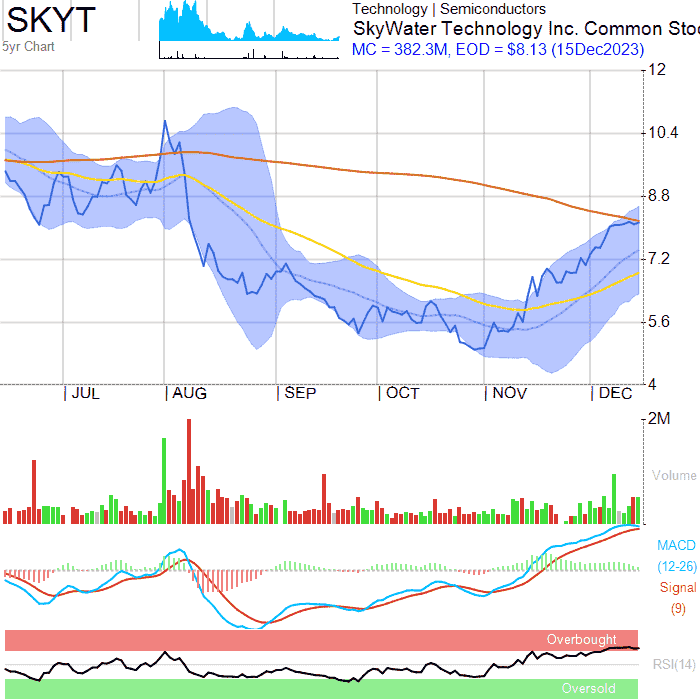 SKYT
5yr Chart
Technology | Semiconductors
SkyWater Technology Inc. Common Stoc
MC = 382.3M, EOD = $8.13 (15Dec2023)
12
10.4
8.8
7.2
5.6
4
JUL AUG SEP OCT NOV DEC
2M
Volume
MACD
(12-26)
Signal
(9)
Overbought
RSI(14)
Oversold